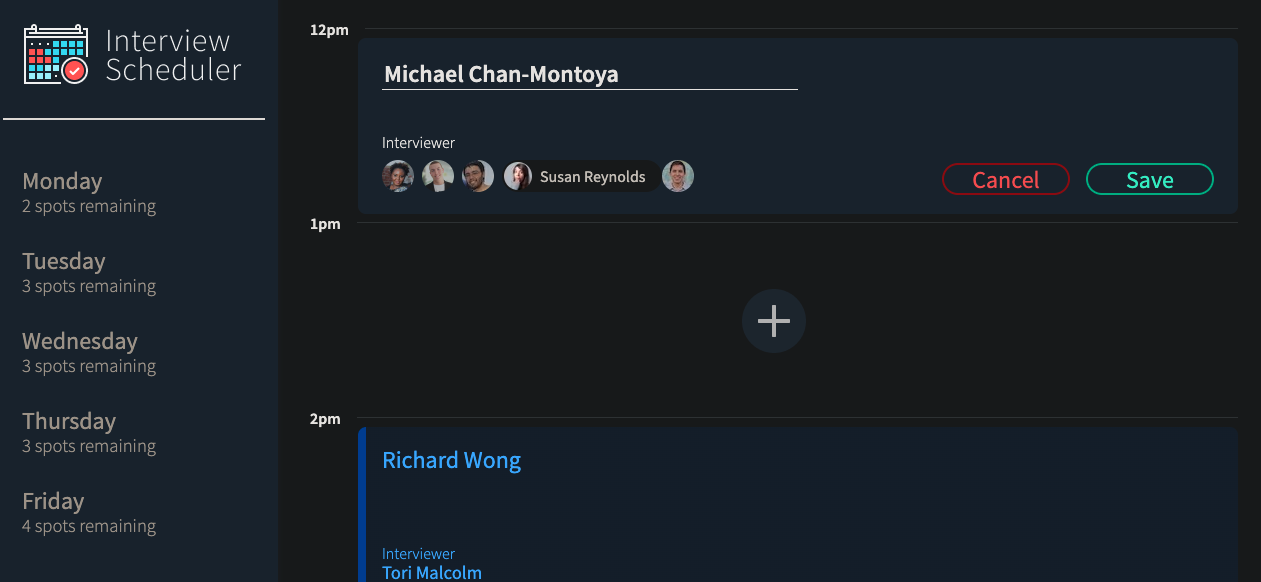 Interview
Scheduler
Monday
2 spots remaining
Tuesday
3 spots remaining
Wednesday
3 spots remaining
Thursday
3 spots remaining
Friday
4 spots remaining
12pm
Michael Chan-Montoya
Interviewer
Susan Reynolds
Cancel
Save
1pm
2pm
Richard Wong
Interviewer
Tori Malcolm